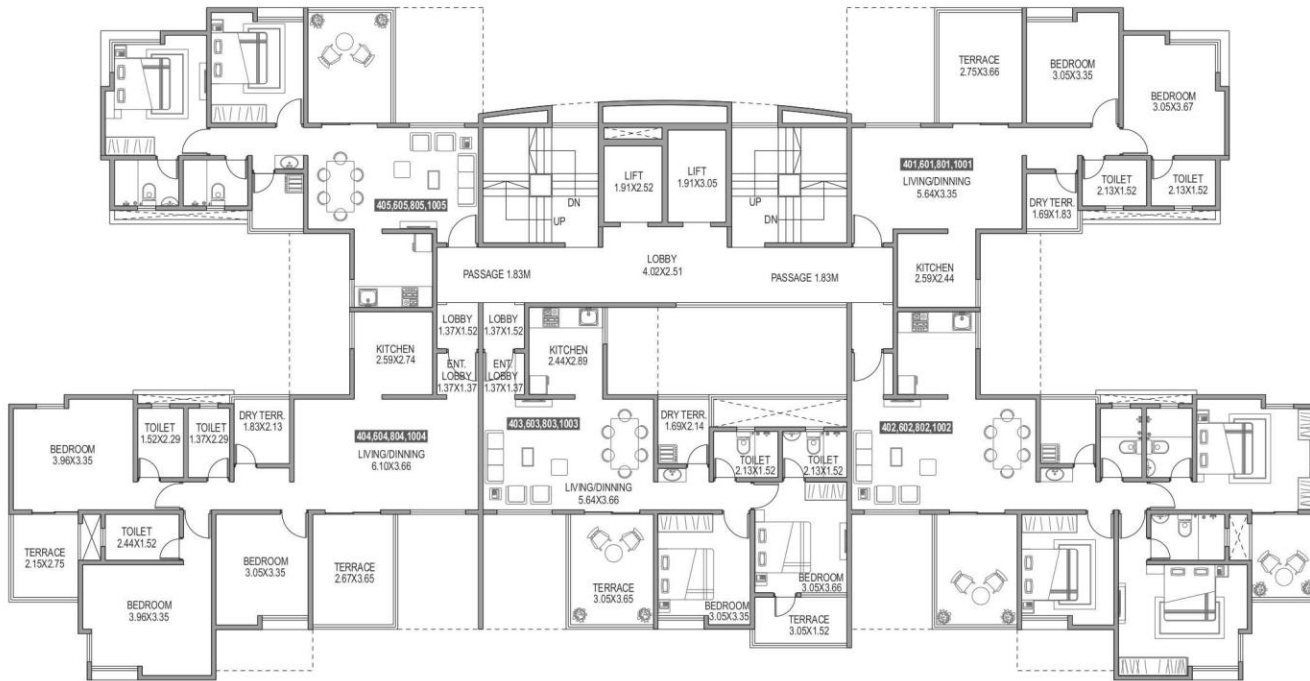 TERRACE
2.75X3.66
BEDROOM
3.05X3.35
BEDROOM
3.05X3.67
405,605,805,1005
DN
UP
LIFT
1.91X2.52
LIFT
1.91X3.05
UP
DN
401,601,801,1001
LIVING/DINNING
5.64X3.35
DRY TERR.
1.69X1.83
TOILET
2.13X1.52
TOILET
2.13X1.52
PASSAGE 1.83M
LOBBY
4.02X2.51
PASSAGE 1.83M
KITCHEN
2.59X2.44
KITCHEN
2.59X2.74
LOBBY
1.37X1.52
LOBBY
1.37X1.52
ENT.
LOBBY
1.37X1.37
ENT.
LOBBY
1.37X1.37
KITCHEN
2.44X2.89
BEDROOM
3.96X3.35
TOILET
1.52X2.29
TOILET
1.37X2.29
DRY TERR.
1.83X2.13
404,604,804,1004
LIVING/DINNING
6.10X3.66
403,603,803,1003
LIVING/DINNING
5.64X3.66
DRY TERR.
1.69X2.14
TOILET
2.13X1.52
TOILET
2.13X1.52
402,602,802,1002
TERRACE
2.15X2.75
TOILET
2.44X1.52
BEDROOM
3.96X3.35
BEDROOM
3.05X3.35
TERRACE
2.67X3.65
TERRACE
3.05X3.65
BEDROOM
3.05X3.35
BEDROOM
3.05X3.66
TERRACE
3.05X1.52